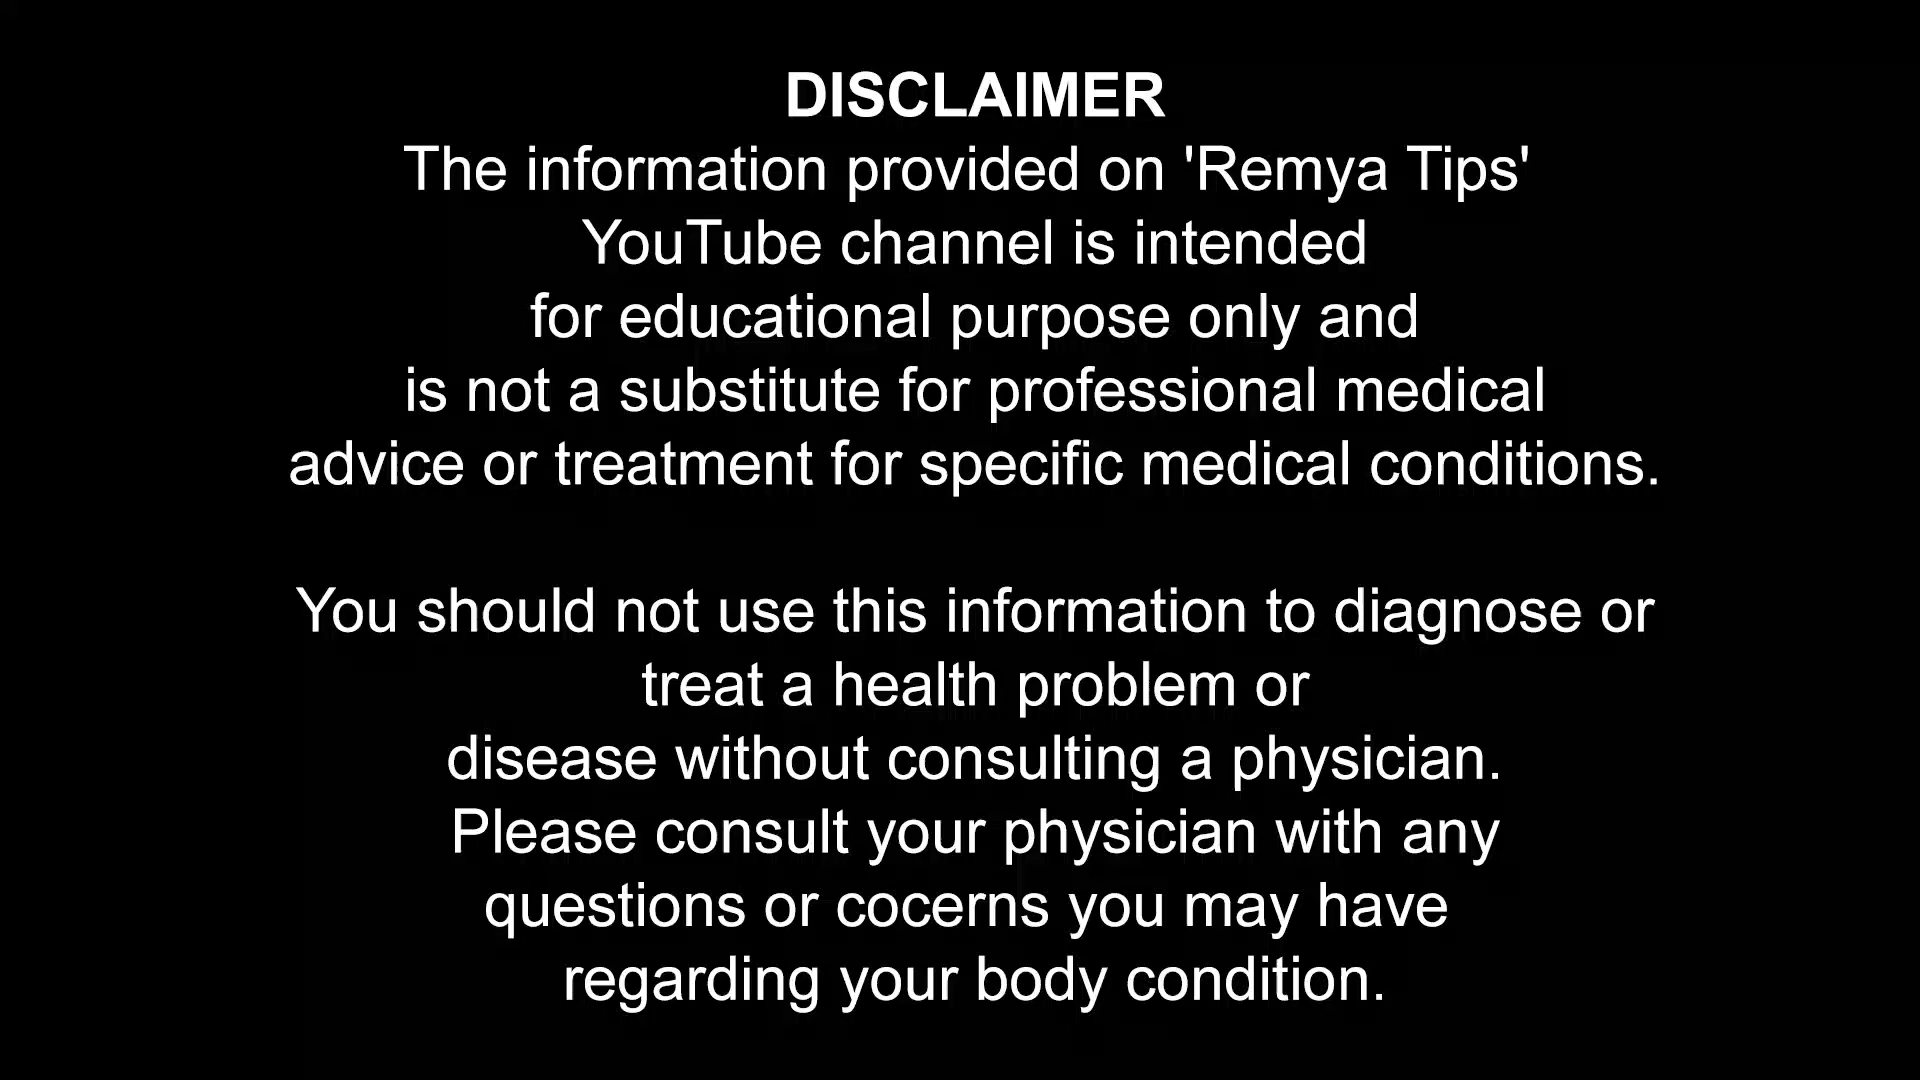 DISCLAIMER
The information provided on 'Remya Tips'
YouTube channel is intended
for educational purpose only and
is not a substitute for professional medical
advice or treatment for specific medical conditions.
You should not use this information to diagnose or
treat a health problem or
disease without consulting a physician.
Please consult your physician with any
questions or cocerns you may have
regarding your body condition.